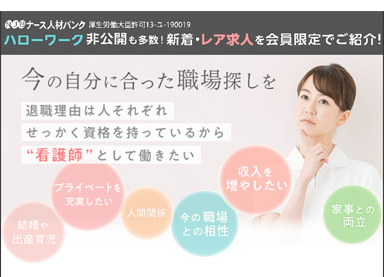 ナース人材バンク 厚生労働大臣許可13-ユ-190019
ハローワーク非公開も多数!新着・レア求人を会員限定でご紹介!
今の自分に合った職場探しを
退職理由は人それぞれ
せっかく資格を持っているから
“看護師”として働きたい
プライベートを
充実したい
収入を
増やしたい
結婚や
出産育児
人間関係
今の職場
との相性
家事との
両立